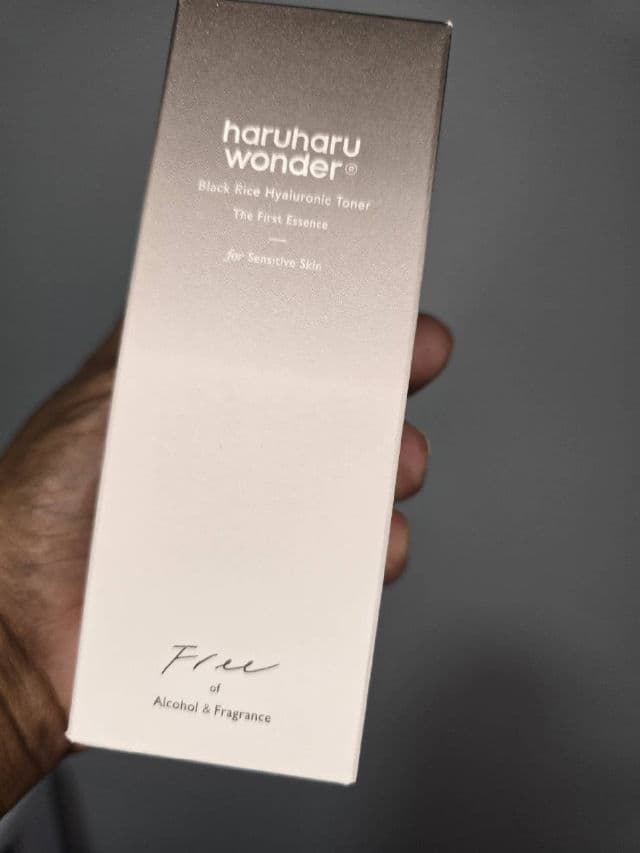 haruharu
wonder®
Black Rice Hyaluronic Toner
The First Essence
for Sensitive Skin
Free
of
Alcohol & Fragrance